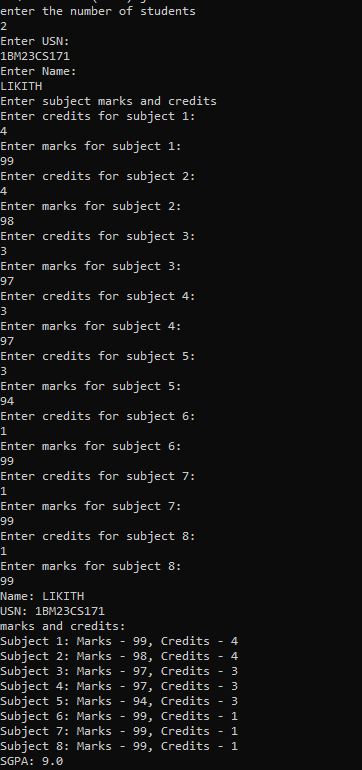 enter the number of students
2
Enter USN:
1BM23CS171
Enter Name:
LIKITH
Enter subject marks and credits
Enter credits for subject 1:
4
Enter marks for subject 1:
99
Enter credits for subject 2:
4
Enter marks for subject 2:
98
Enter credits for subject 3:
3
Enter marks for subject 3:
97
Enter credits for subject 4:
3
Enter marks for subject 4:
97
Enter credits for subject 5:
3
Enter marks for subject 5:
94
Enter credits for subject 6:
1
Enter marks for subject 6:
99
Enter credits for subject 7:
1
Enter marks for subject 7:
99
Enter credits for subject 8:
1
Enter marks for subject 8:
99
Name: LIKITH
USN: 1BM23CS171
marks and credits:
Subject 1: Marks - 99, Credits - 4
Subject 2: Marks - 98, Credits - 4
Subject 3: Marks - 97, Credits - 3
Subject 4: Marks - 97, Credits - 3
Subject 5: Marks - 94, Credits - 3
Subject 6: Marks - 99, Credits - 1
Subject 7: Marks - 99, Credits - 1
Subject 8: Marks - 99, Credits - 1
SGPA: 9.0